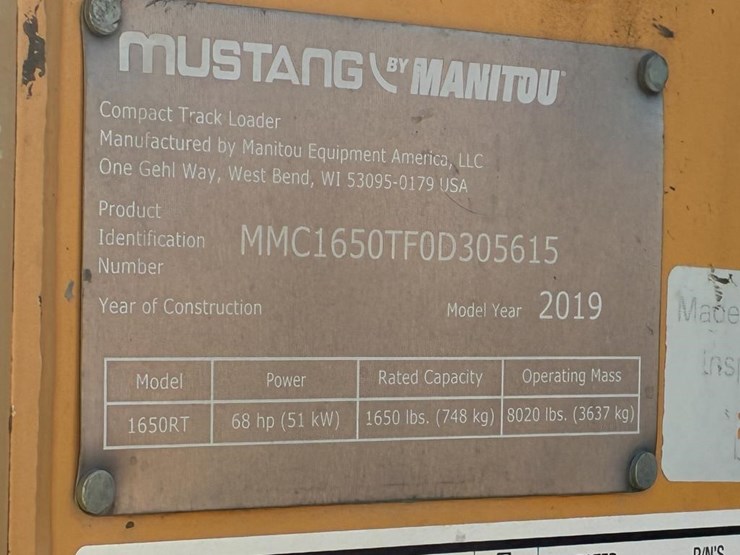 MUSTANG BY MANITOU
Compact Track Loader
Manufactured by Manitou Equipment America, LLC
One Gehl Way, West Bend, WI 53095-0179 USA
Product
Identification MMC1650TF0D305615
Number
Year of Construction Model Year 2019
Model Power Rated Capacity Operating Mass
1650RT 68 hp (51 kW) 1650 lbs. (748 kg) 8020 lbs. (3637 kg)
Made
P/N'S